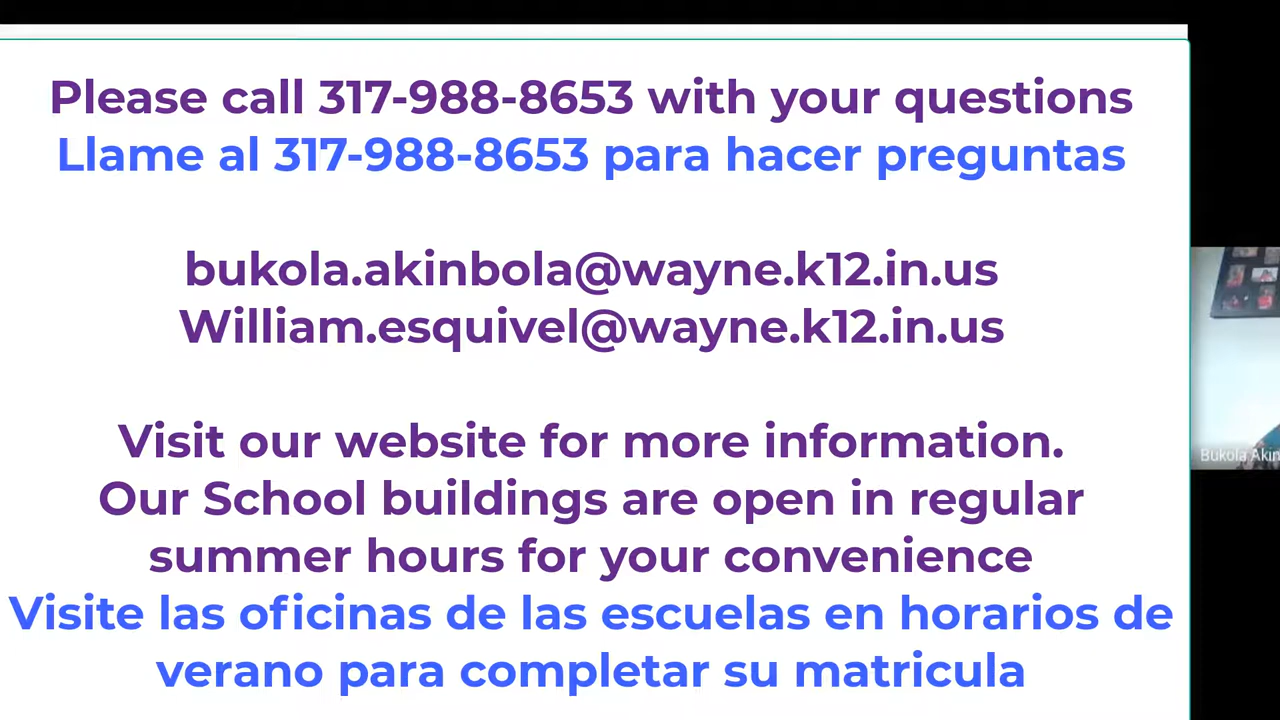 Please call 317-988-8653 with your questions
Llame al 317-988-8653 para hacer preguntas
bukola.akinbola@wayne.k12.in.us
William.esquivel@wayne.k12.in.us
Visit our website for more information.
Our School buildings are open in regular
summer hours for your convenience
Visite las oficinas de las escuelas en horarios de
verano para completar su matricula
Bukola Akin